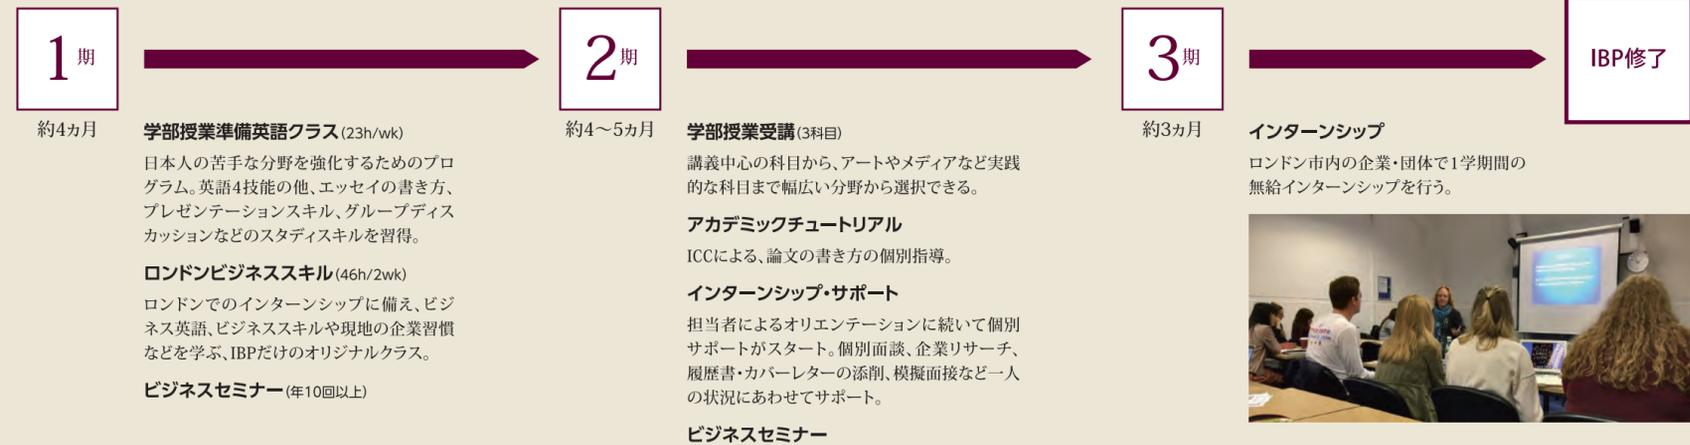 1期
約4ヵ月
学部授業準備英語クラス(23h/wk)
日本人の苦手な分野を強化するためのプロ
グラム。英語4技能の他、エッセイの書き方、
プレゼンテーションスキル、グループディス
カッションなどのスタディスキルを習得。
ロンドンビジネススキル(46h/2wk)
ロンドンでのインターンシップに備え、ビジ
ネス英語、ビジネススキルや現地の企業習慣
などを学ぶ、IBPだけのオリジナルクラス。
ビジネスセミナー(年10回以上)
2期
約4〜5ヵ月
学部授業受講(3科目)
講義中心の科目から、アートやメディアなど実践
的な科目まで幅広い分野から選択できる。
アカデミックチュートリアル
ICCによる、論文の書き方の個別指導。
インターンシップ・サポート
担当者によるオリエンテーションに続いて個別
サポートがスタート。個別面談、企業リサーチ、
履歴書・カバーレターの添削、模擬面接など一人
の状況にあわせてサポート。
ビジネスセミナー
3期
約3ヵ月
インターンシップ
ロンドン市内の企業・団体で1学期間の
無給インターンシップを行う。
IBP修了